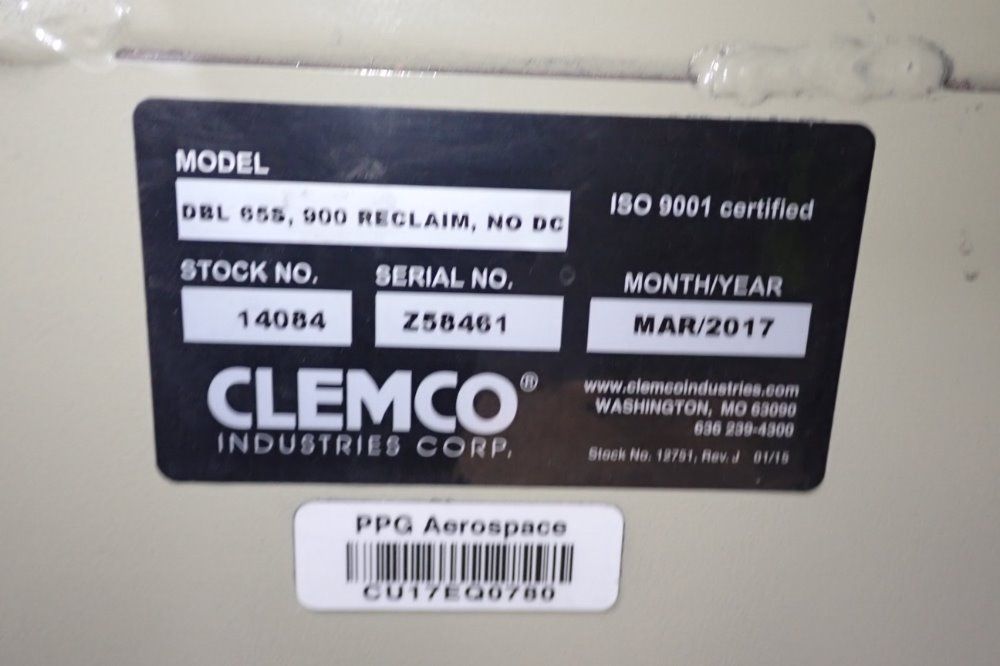 MODEL
DBL 65S, 900 RECLAIM, NO DC
ISO 9001 certified
STOCK NO.
14084
SERIAL NO.
Z58461
MONTH/YEAR
MAR/2017
CLEMCO®
INDUSTRIES CORP.
www.clemcoindustries.com
WASHINGTON, MO 63090
636 239-4300
Stock No. 12751, Rev. J 01/15
PPG Aerospace
CU17EQ0780